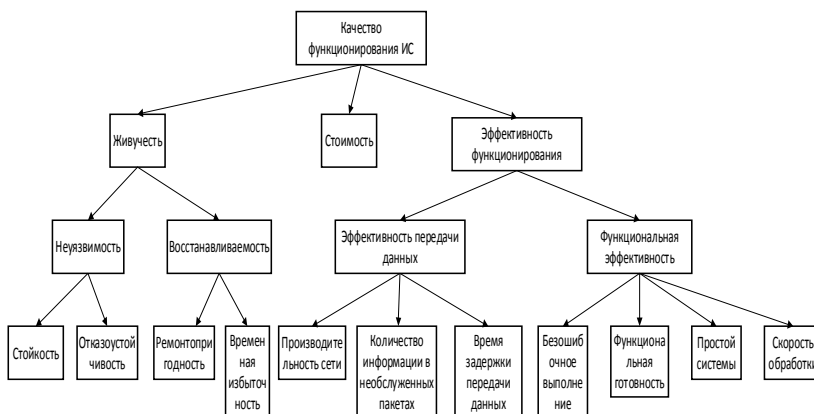 Качество
функционирования ИС
Живучесть
Стоимость
Эффективность
функционирования
Неуязвимость
Восстанавливаемость
Эффективность передачи
данных
Функциональная
эффективность
Стойкость
Отказоустой
чивость
Ремонтопри
годность
Времен
ная
избыточ
ность
Производите
льность сети
Количество
информации в
необслуженных
пакетах
Время
задержки
передачи
данных
Безошиб
очное
выполне
ние
Функцио
нальная
готовность
Простой
системы
Скорость
обработки